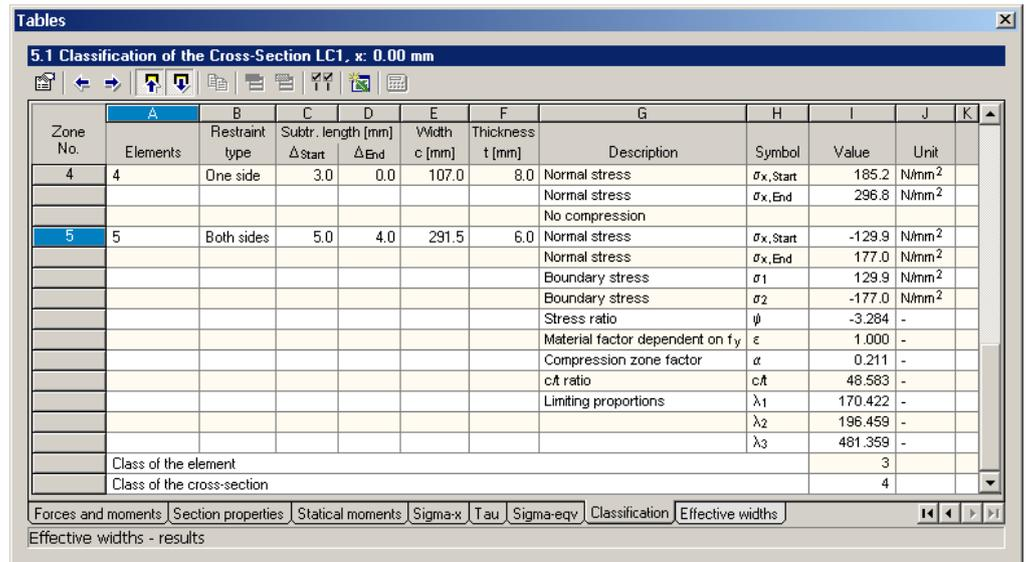 Tables
5.1 Classification of the Cross-Section LC1, x: 0.00 mm
A B C D E F G H I J K
Zone No. Elements Restraint type Subtr. length [mm] ΔStart ΔEnd Width c [mm] Thickness t [mm] Description Symbol Value Unit
4 4 One side 3.0 0.0 107.0 8.0 Normal stress σx,Start 185.2 N/mm2
Normal stress σx,End 296.8 N/mm2
No compression
5 5 Both sides 5.0 4.0 291.5 6.0 Normal stress σx,Start -129.9 N/mm2
Normal stress σx,End 177.0 N/mm2
Boundary stress σ1 129.9 N/mm2
Boundary stress σ2 -177.0 N/mm2
Stress ratio ψ -3.284 -
Material factor dependent on fy ε 1.000 -
Compression zone factor α 0.211 -
c/t ratio c/t 48.583 -
Limiting proportions λ1 170.422 -
λ2 196.459 -
λ3 481.359 -
Class of the element 3
Class of the cross-section 4
Forces and moments Section properties Statical moments Sigma-x Tau Sigma-eqv Classification Effective widths
Effective widths - results